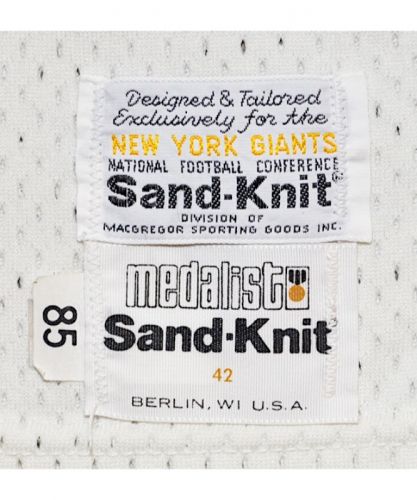 Designed & Tailored
Exclusively for the
NEW YORK GIANTS
NATIONAL FOOTBALL CONFERENCE
Sand-Knit®
DIVISION OF
MACGREGOR SPORTING GOODS INC.
medalist
Sand-Knit
42
BERLIN, WI U.S.A.
85